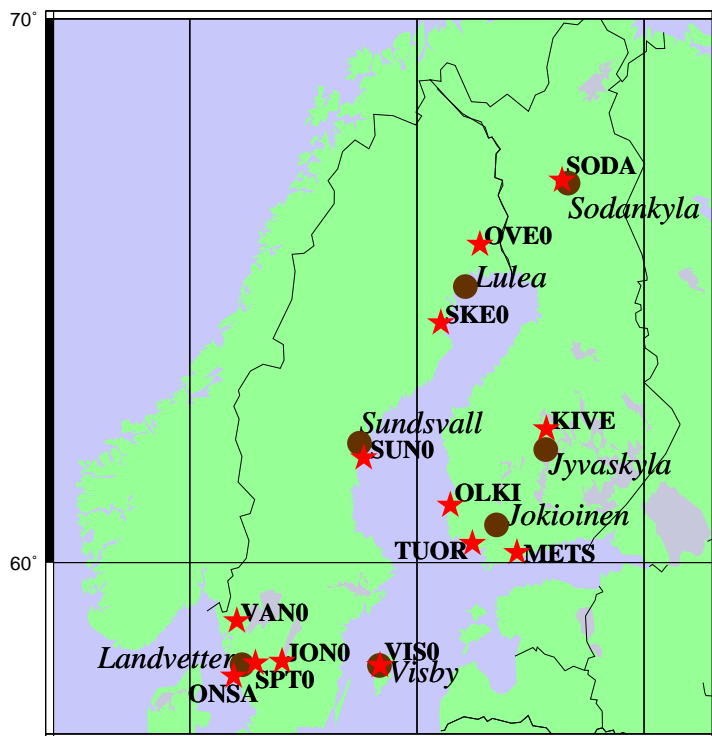 70°
SODA
Sodankyla
OVE0
Lulea
SKE0
Sundsvall
KIVE
SUN0
Jyvaskyla
OLKI
Jokioinen
TUOR
METS
60°
VAN0
Landvetter
JON0
VIS0
SPT0
Visby
ONSA